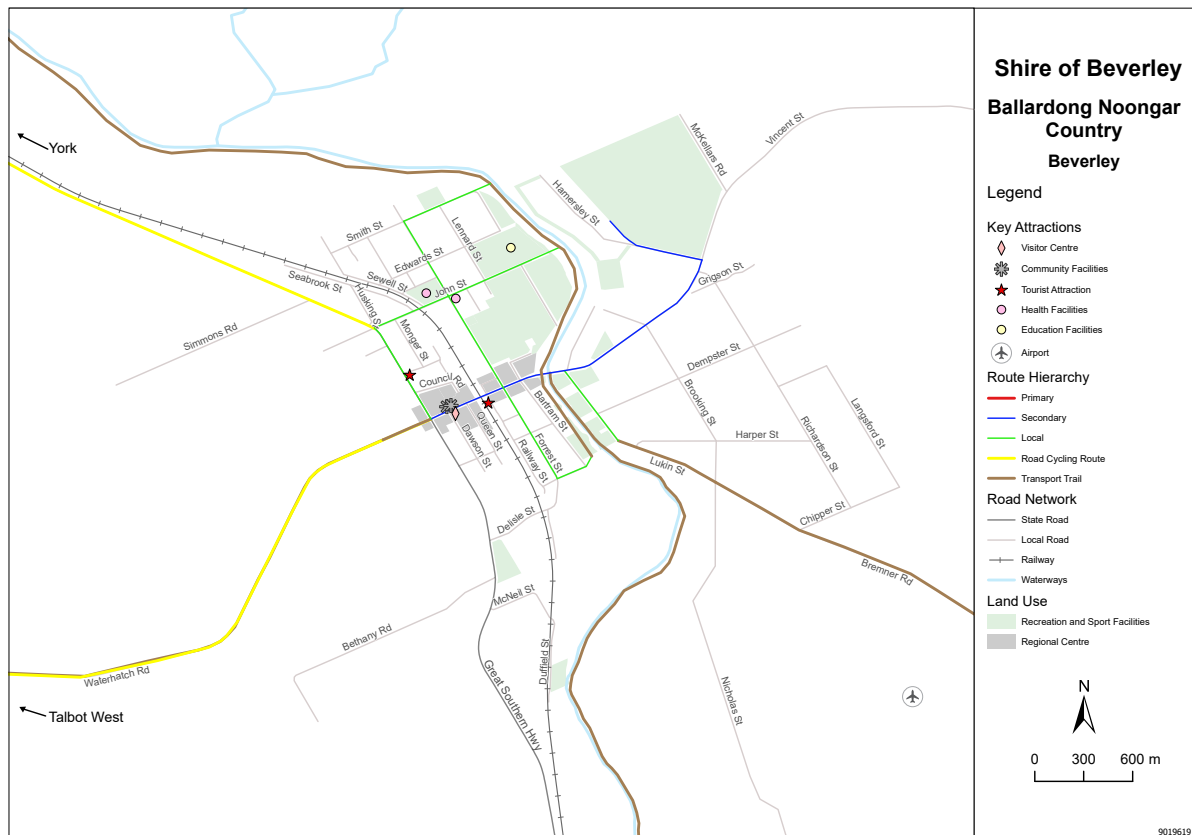 Shire of Beverley
Ballardong Noongar
Country
Beverley
Legend
Key Attractions
Visitor Centre
Community Facilities
Tourist Attraction
Health Facilities
Education Facilities
Airport
Route Hierarchy
Primary
Secondary
Local
Road Cycling Route
Transport Trail
Road Network
State Road
Local Road
Railway
Waterways
Land Use
Recreation and Sport Facilities
Regional Centre
N
0 300 600 m
9019619
York
McKellars Rd
Vincent St
Hamersley St
Smith St
Lennard St
Edwards St
Sewell St
Seabrook St
John St
Husking St
Grigson St
Simmons Rd
Monger St
Dempster St
Council Rd
Brooking St
Bartram St
Langsford St
Queen St
Dawson St
Harper St
Richardson St
Forrest St
Railway St
Lukin St
Chipper St
Delisle St
Bremner Rd
McNeil St
Bethany Rd
Duffield St
Great Southern Hwy
Waterhatch Rd
Nicholas St
Talbot West